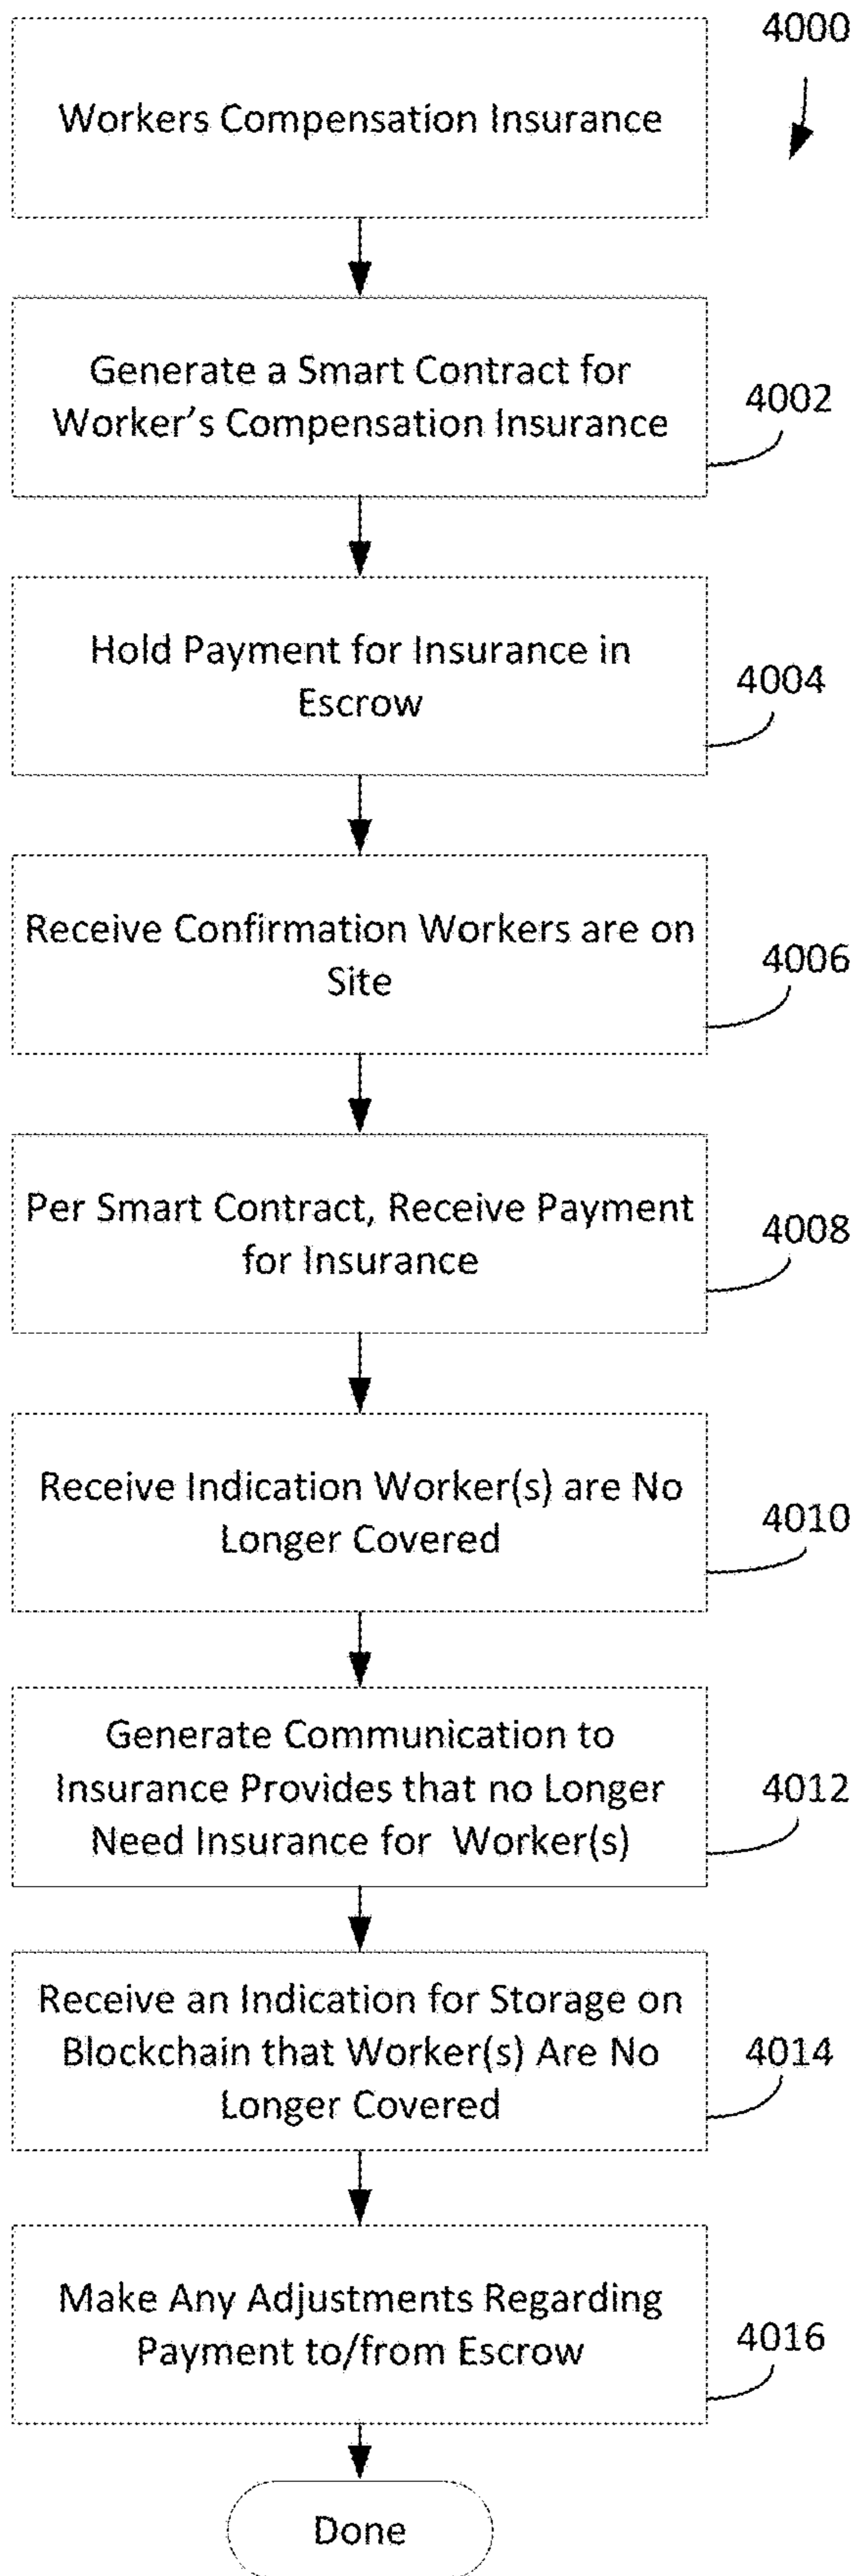 4000
Workers Compensation Insurance
Generate a Smart Contract for
Worker's Compensation Insurance
4002
Hold Payment for Insurance in
Escrow
4004
Receive Confirmation Workers are on
Site
4006
Per Smart Contract, Receive Payment
for Insurance
4008
Receive Indication Worker(s) are No
Longer Covered
4010
Generate Communication to
Insurance Provides that no Longer
Need Insurance for Worker(s)
4012
Receive an Indication for Storage on
Blockchain that Worker(s) Are No
Longer Covered
4014
Make Any Adjustments Regarding
Payment to/from Escrow
4016
Done